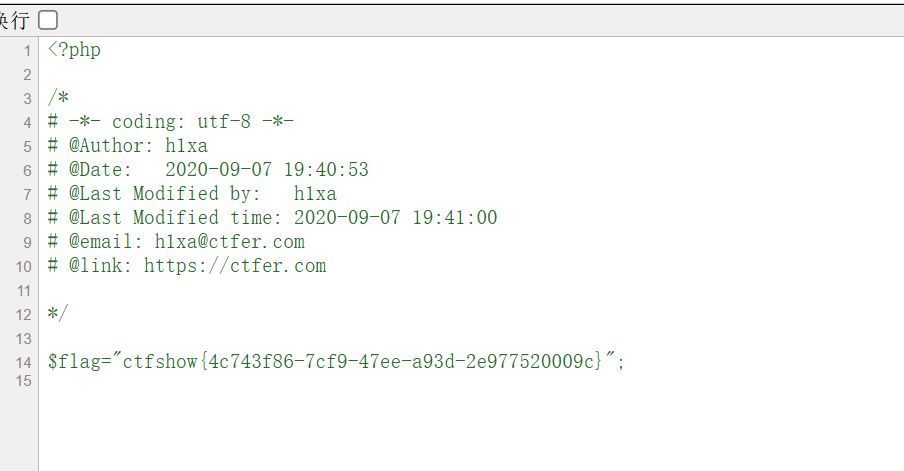 换行
1 <?php
2
3 /*
4 # -*- coding: utf-8 -*-
5 # @Author: h1xa
6 # @Date:   2020-09-07 19:40:53
7 # @Last Modified by:   h1xa
8 # @Last Modified time: 2020-09-07 19:41:00
9 # @email: h1xa@ctfer.com
10 # @link: https://ctfer.com
11
12 */
13
14 $flag="ctfshow{4c743f86-7cf9-47ee-a93d-2e977520009c}";
15